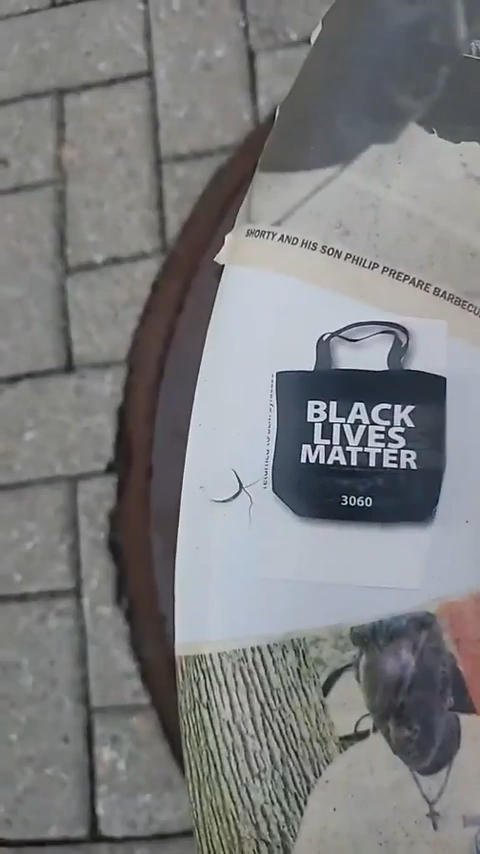 SHORTY AND HIS SON PHILIP PREPARE BARBECU
BLACK
LIVES
MATTER
3060